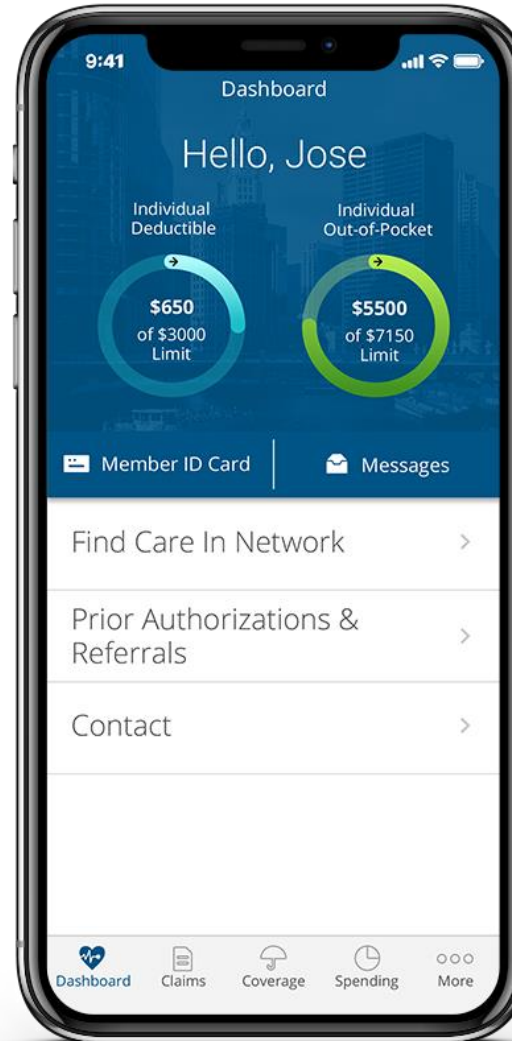 9:41
Dashboard
Hello, Jose
Individual
Deductible
$650
of $3000
Limit
Individual
Out-of-Pocket
$5500
of $7150
Limit
Member ID Card
Messages
Find Care In Network
Prior Authorizations &
Referrals
Contact
Dashboard
Claims
Coverage
Spending
More